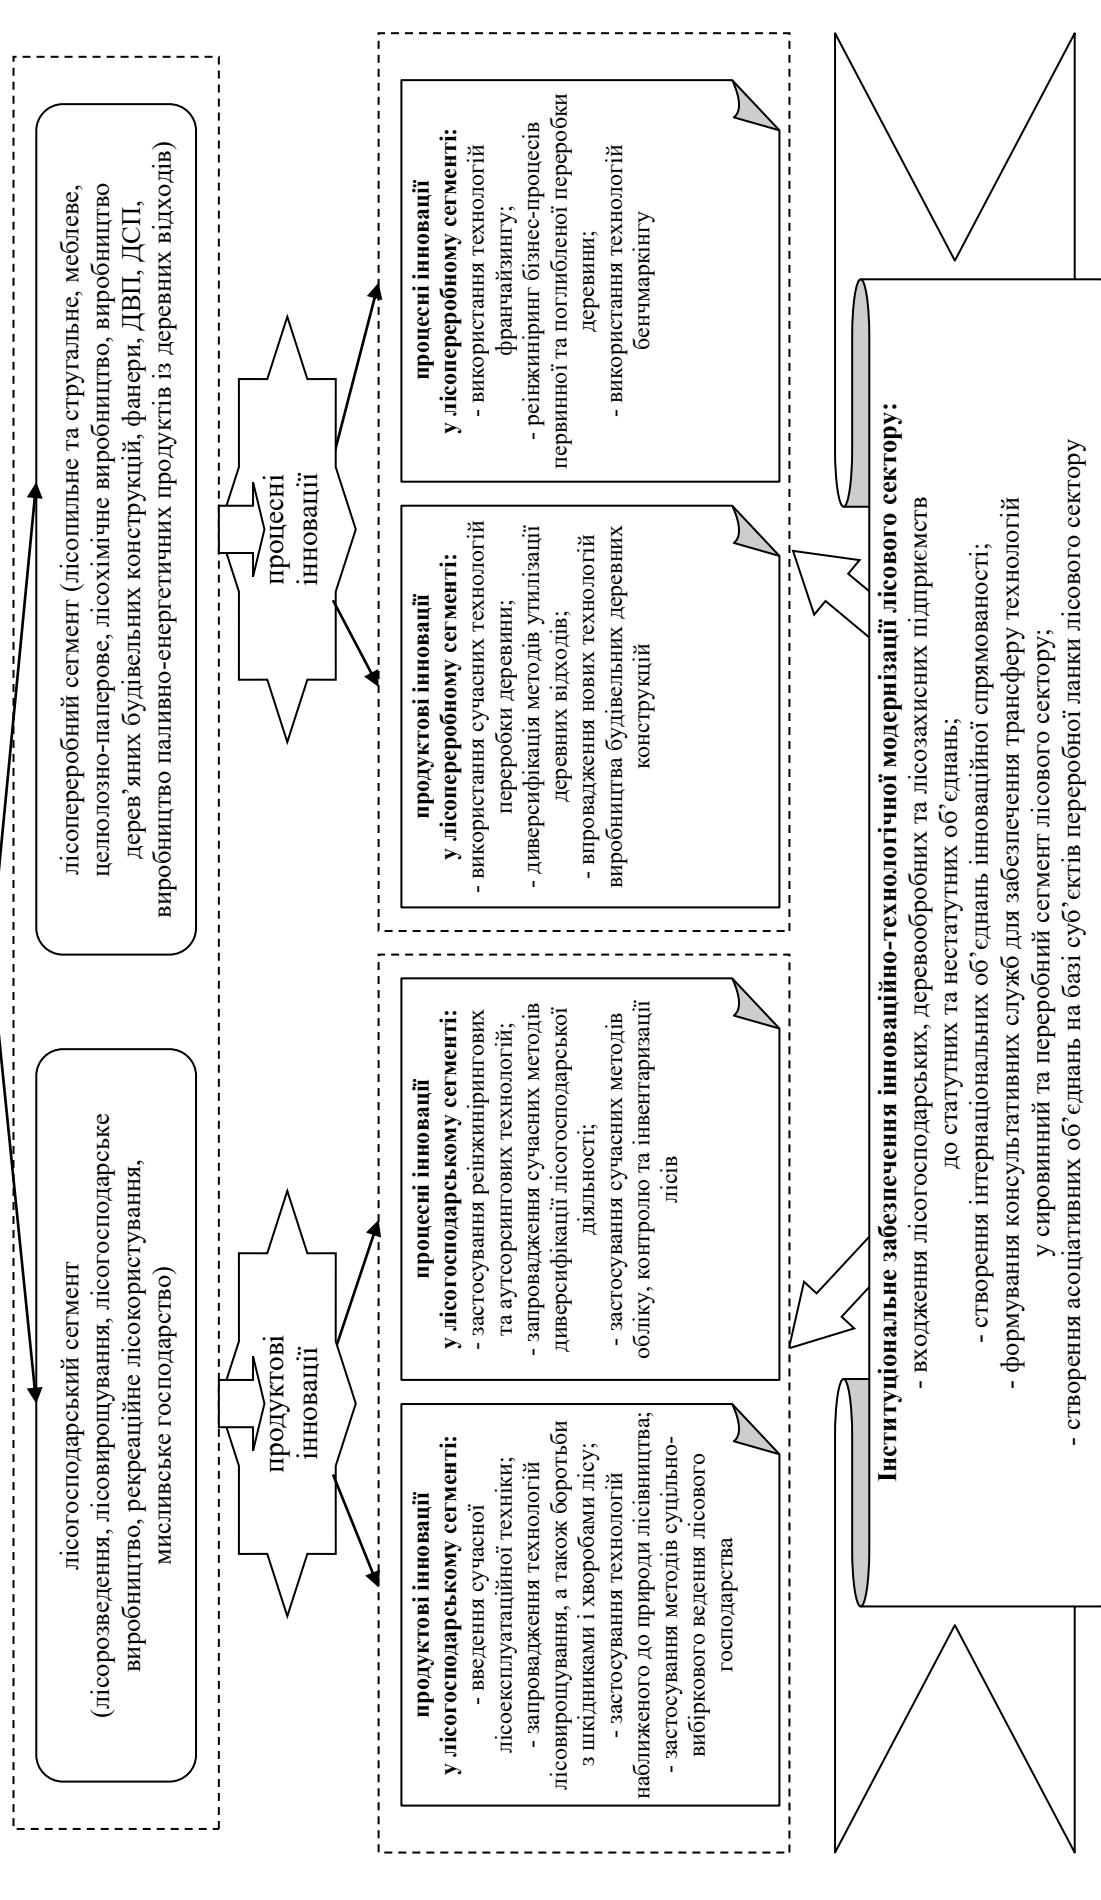 лісогосподарський сегмент
(лісорозведення, лісовирощування, лісогосподарське
виробництво, рекреаційне лісокористування,
мисливське господарство)
лісопереробний сегмент (лісопильне та стругальне, меблеве,
целюлозно-паперове, лісохімічне виробництво, виробництво
дерев’яних будівельних конструкцій, фанери, ДВП, ДСП,
виробництво паливно-енергетичних продуктів із деревних відходів)
продуктові
інновації
процесні
інновації
продуктові інновації
у лісогосподарському сегменті:
- введення сучасної
лісоексплуатаційної техніки;
- запровадження технологій
лісовирощування, а також боротьби
з шкідниками і хворобами лісу;
- застосування технологій
наближеного до природи лісівництва;
- застосування методів суцільно-
вибіркового ведення лісового
господарства
процесні інновації
у лісогосподарському сегменті:
- застосування реінжинірингових
та аутсорсингових технологій;
- запровадження сучасних методів
диверсифікації лісогосподарської
діяльності;
- застосування сучасних методів
обліку, контролю та інвентаризації
лісів
продуктові інновації
у лісопереробному сегменті:
- використання сучасних технологій
переробки деревини;
- диверсифікація методів утилізації
деревних відходів;
- впровадження нових технологій
виробництва будівельних деревних
конструкцій
процесні інновації
у лісопереробному сегменті:
- використання технологій
франчайзингу;
- реінжиніринг бізнес-процесів
первинної та поглибленої переробки
деревини;
- використання технологій
бенчмаркінгу
Інституціональне забезпечення інноваційно-технологічної модернізації лісового сектору:
- входження лісогосподарських, деревообробних та лісозахисних підприємств
до статутних та нестатутних об’єднань;
- створення інтернаціональних об’єднань інноваційної спрямованості;
- формування консультативних служб для забезпечення трансферу технологій
у сировинний та переробний сегмент лісового сектору;
- створення асоціативних об’єднань на базі суб’єктів переробної ланки лісового сектору